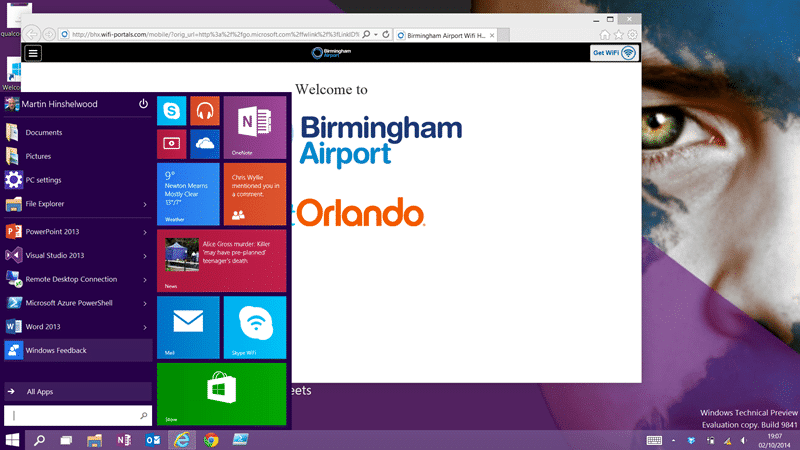 qualco
Welco
http://bhx.wifi-portals.com/mobile/?orig_url=http%3a%2f%2fgo.microsoft.com%2ffwlink%2f%3fLinkID%
Birmingham Airport Wifi H...
Birmingham
Airport
Get WiFi
Welcome to
Birmingham
Airport
Orlando
Martin Hinshelwood
Documents
Pictures
PC settings
File Explorer
PowerPoint 2013
Visual Studio 2013
Remote Desktop Connection
Microsoft Azure PowerShell
Word 2013
Windows Feedback
All Apps
OneNote
9°
Newton Mearns
Mostly Clear
13°/7°
Weather
Chris Wyllie
mentioned you in
a comment.
Alice Gross murder: Killer
'may have pre-planned'
teenager's death
News
Mail
Skype WiFi
Store
eets
Windows Technical Preview
Evaluation copy. Build 9841
19:07
02/10/2014